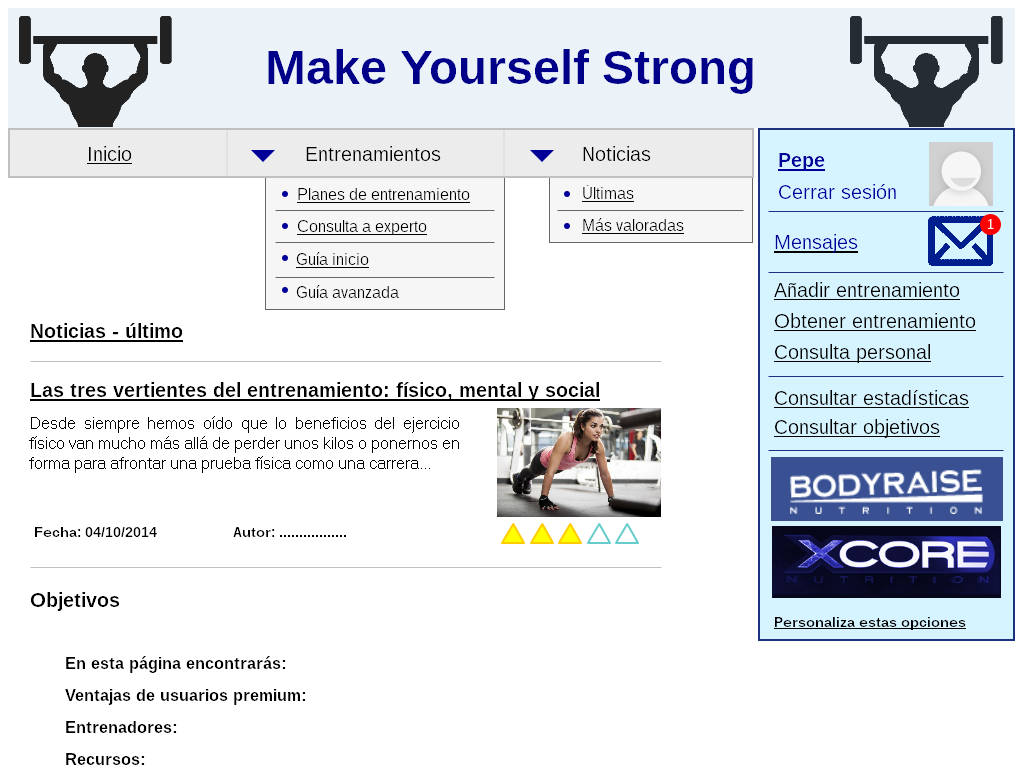 Make Yourself Strong
Inicio
Entrenamientos
Noticias
Planes de entrenamiento
Consulta a experto
Guía inicio
Guía avanzada
Últimas
Más valoradas
Pepe
Cerrar sesión
Mensajes
1
Añadir entrenamiento
Obtener entrenamiento
Consulta personal
Consultar estadísticas
Consultar objetivos
BODYRAISE
NUTRITION
XCORE
NUTRITION
Personaliza estas opciones
Noticias - último
Las tres vertientes del entrenamiento: físico, mental y social
Desde siempre hemos oído que lo beneficios del ejercicio
físico van mucho más allá de perder unos kilos o ponernos en
forma para afrontar una prueba física como una carrera...
Fecha: 04/10/2014 Autor: .................
Objetivos
En esta página encontrarás:
Ventajas de usuarios premium:
Entrenadores:
Recursos: